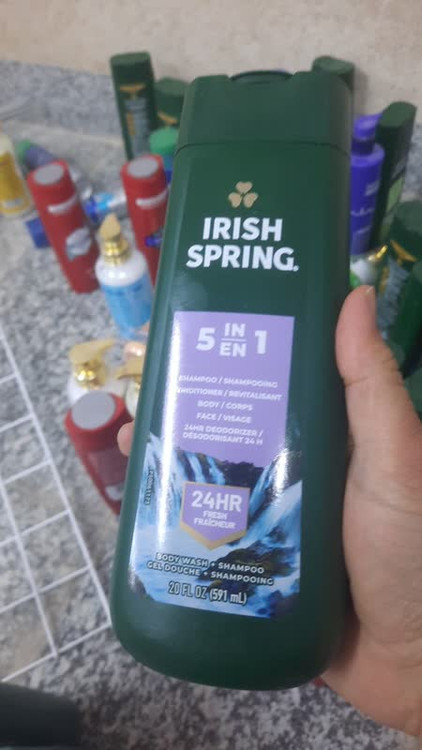 IRISH
SPRING.
5 IN EN 1
SHAMPOO / SHAMPOOING
CONDITIONER / REVITALISANT
BODY / CORPS
FACE / VISAGE
24HR DEODORIZER /
DÉSODORISANT 24 H
24HR
FRESH
FRAÎCHEUR
BODY WASH + SHAMPOO
GEL DOUCHE + SHAMPOOING
20 FL OZ (591 mL)